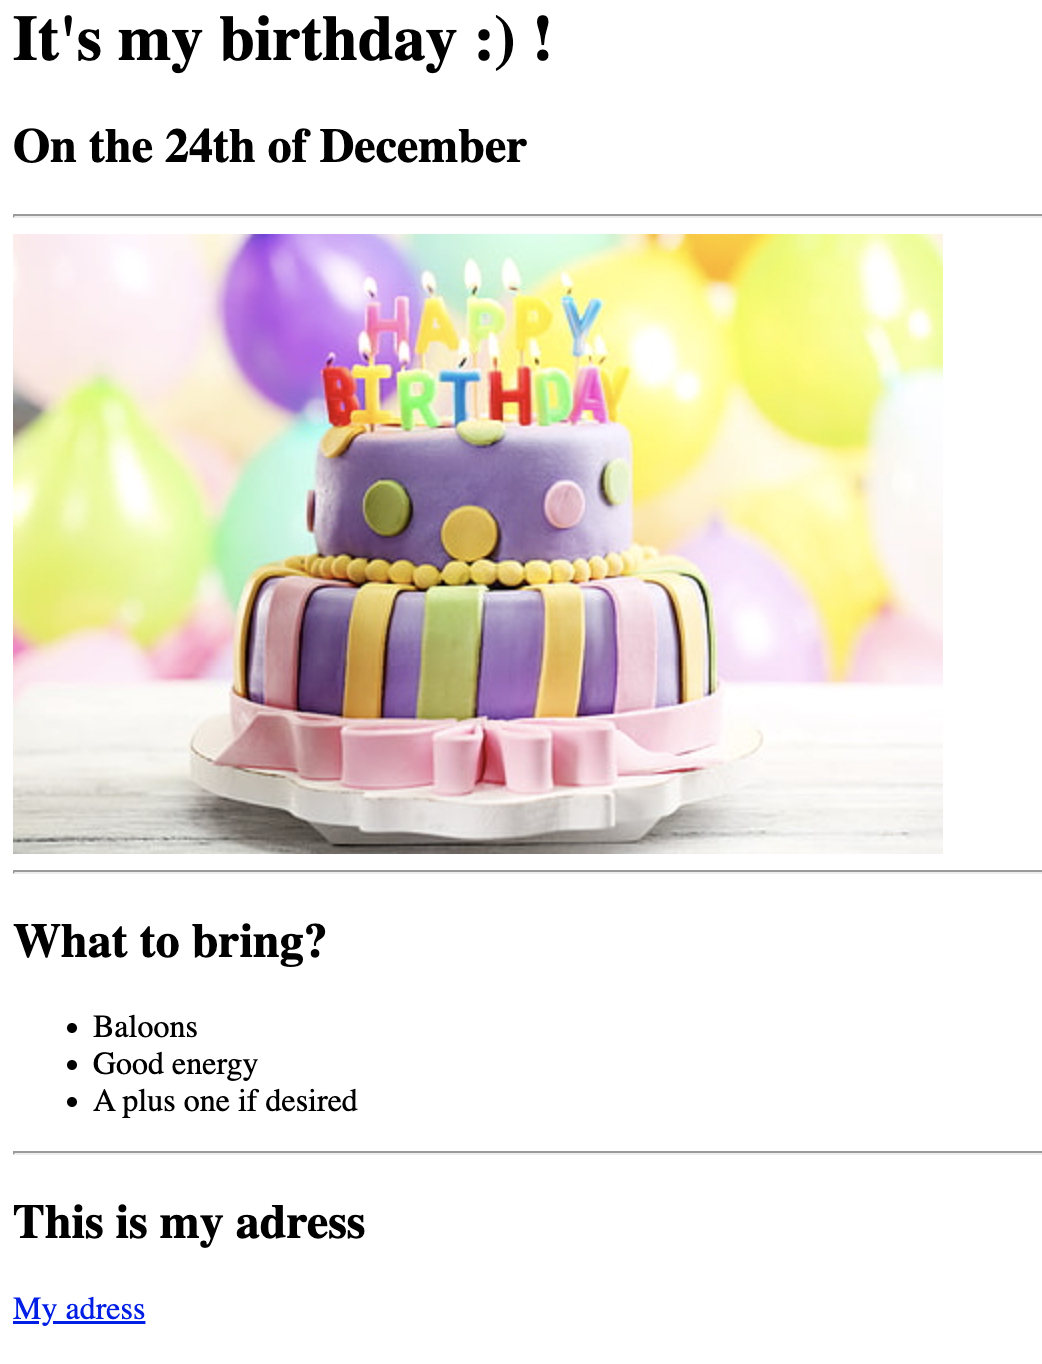 It's my birthday :) !
On the 24th of December
HAPPY
BIRTHDAY
What to bring?
Baloons
Good energy
A plus one if desired
This is my adress
My adress